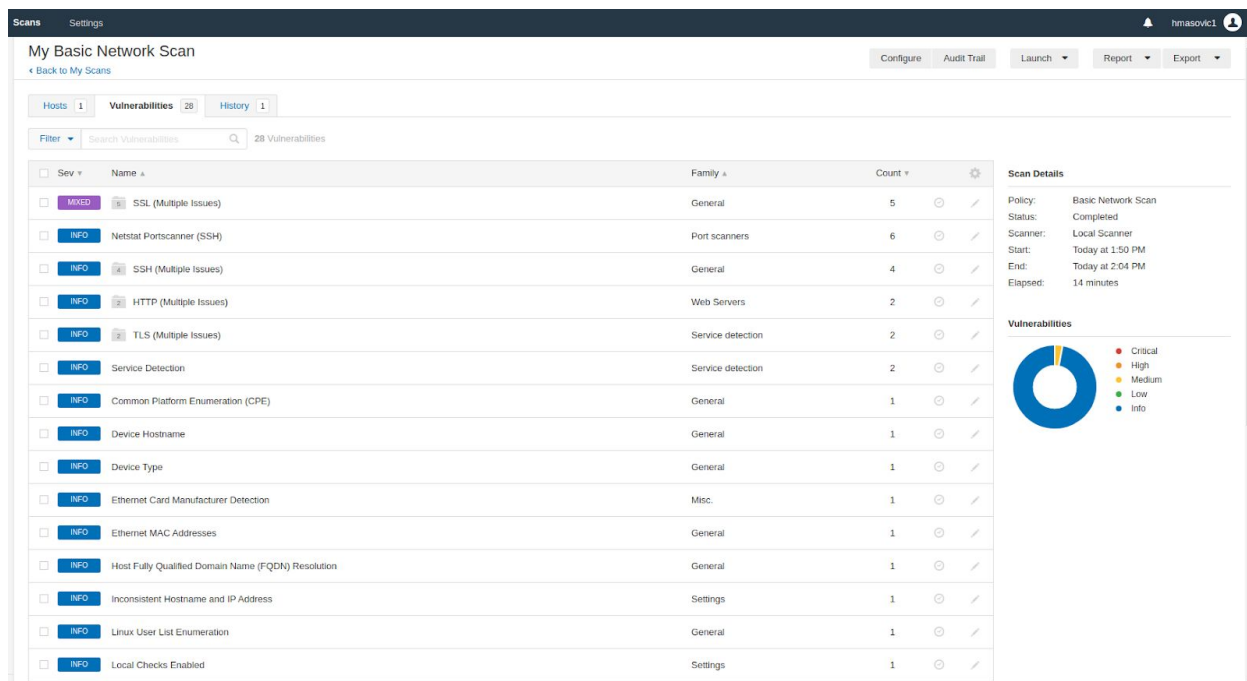 Scans Settings hmasovic1
My Basic Network Scan
Back to My Scans
Configure Audit Trail Launch Report Export
Hosts 1 Vulnerabilities 28 History 1
Filter Search Vulnerabilities 28 Vulnerabilities
Sev Name Family Count
MIXED 5 SSL (Multiple Issues) General 5
INFO Netstat Portscanner (SSH) Port scanners 6
INFO 4 SSH (Multiple Issues) General 4
INFO 2 HTTP (Multiple Issues) Web Servers 2
INFO 2 TLS (Multiple Issues) Service detection 2
INFO Service Detection Service detection 2
INFO Common Platform Enumeration (CPE) General 1
INFO Device Hostname General 1
INFO Device Type General 1
INFO Ethernet Card Manufacturer Detection Misc. 1
INFO Ethernet MAC Addresses General 1
INFO Host Fully Qualified Domain Name (FQDN) Resolution General 1
INFO Inconsistent Hostname and IP Address Settings 1
INFO Linux User List Enumeration General 1
INFO Local Checks Enabled Settings 1
Scan Details
Policy: Basic Network Scan
Status: Completed
Scanner: Local Scanner
Start: Today at 1:50 PM
End: Today at 2:04 PM
Elapsed: 14 minutes
Vulnerabilities
Critical
High
Medium
Low
Info